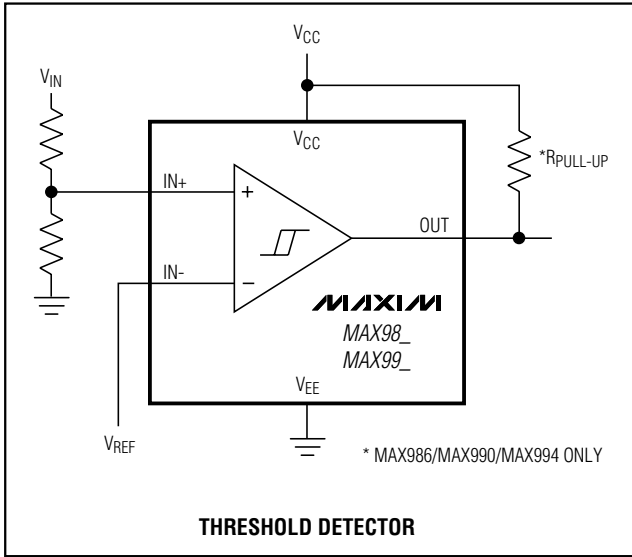 VCC
VIN
VCC
*RPULL-UP
IN+
+
OUT
IN-
−
MAXIM
MAX98_
MAX99_
VEE
VREF
* MAX986/MAX990/MAX994 ONLY
THRESHOLD DETECTOR